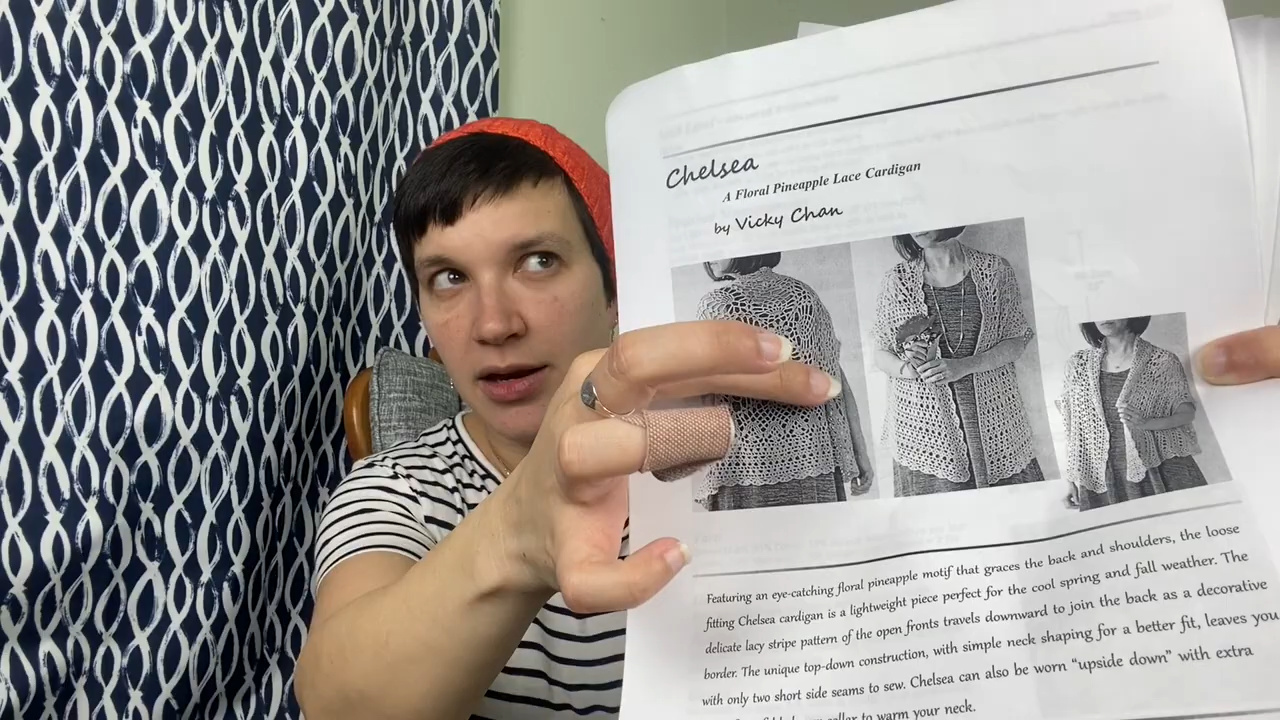 Chelsea
A Floral Pineapple Lace Cardigan
by Vicky Chan
Featuring an eye-catching floral pineapple motif that graces the back and shoulders, the loose
fitting Chelsea cardigan is a lightweight piece perfect for the cool spring and fall weather. The
delicate lacy stripe pattern of the open fronts travels downward to join the back as a decorative
border. The unique top-down construction, with simple neck shaping for a better fit, leaves you
with only two short side seams to sew. Chelsea can also be worn “upside down” with extra
collar to warm your neck.